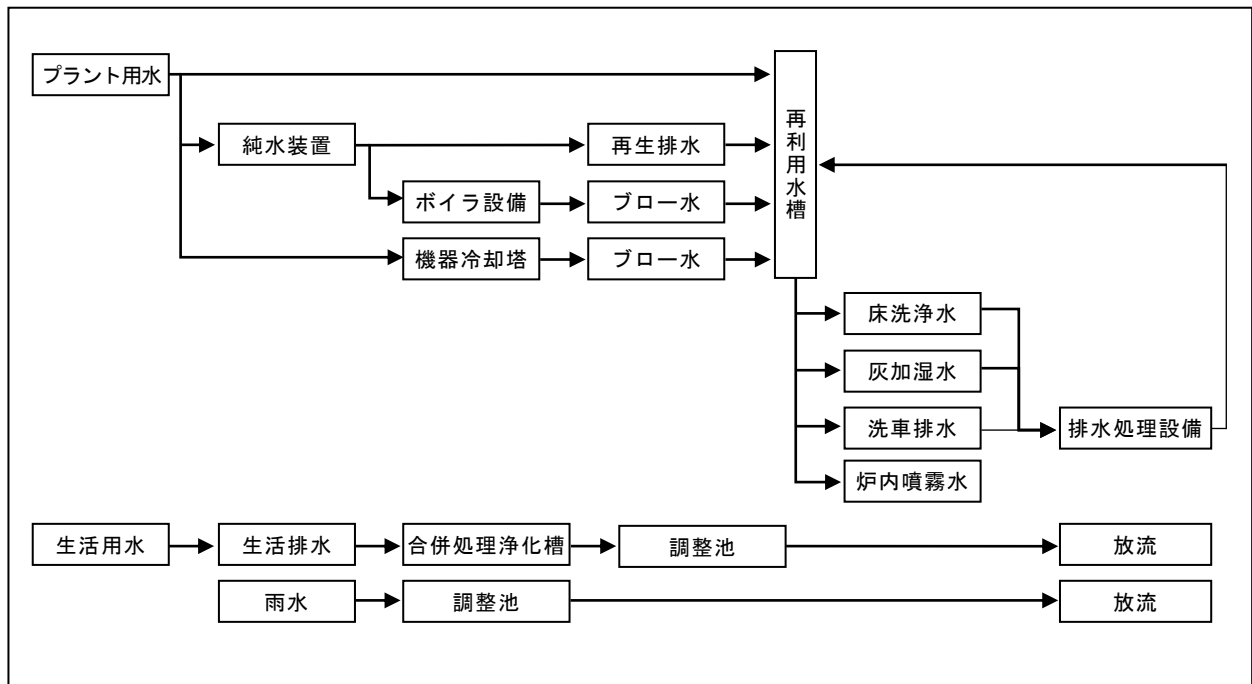 プラント用水
純水装置
再生排水
再利用水槽
ボイラ設備
ブロー水
機器冷却塔
ブロー水
床洗浄水
灰加湿水
洗車排水
排水処理設備
炉内噴霧水
生活用水
生活排水
合併処理浄化槽
調整池
放流
雨水
調整池
放流